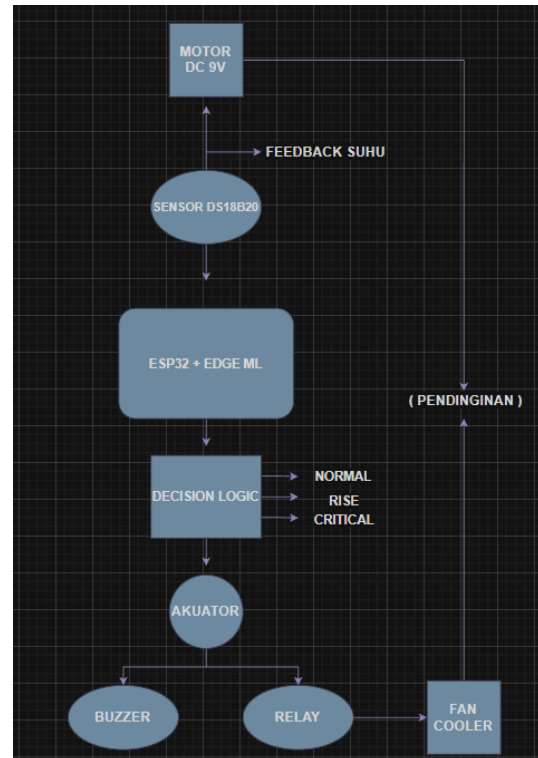 MOTOR
DC 9V
FEEDBACK SUHU
SENSOR DS18B20
ESP32 + EDGE ML
( PENDINGINAN )
DECISION LOGIC
NORMAL
RISE
CRITICAL
AKUATOR
BUZZER
RELAY
FAN
COOLER